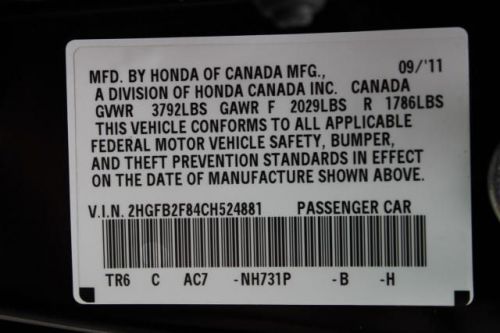 MFD. BY HONDA OF CANADA MFG., 09/'11
A DIVISION OF HONDA CANADA INC. CANADA
GVWR 3792LBS GAWR F 2029LBS R 1786LBS
THIS VEHICLE CONFORMS TO ALL APPLICABLE
FEDERAL MOTOR VEHICLE SAFETY, BUMPER,
AND THEFT PREVENTION STANDARDS IN EFFECT
ON THE DATE OF MANUFACTURE SHOWN ABOVE.
V.I.N. 2HGFB2F84CH524881 PASSENGER CAR
TR6 C AC7 -NH731P -B -H